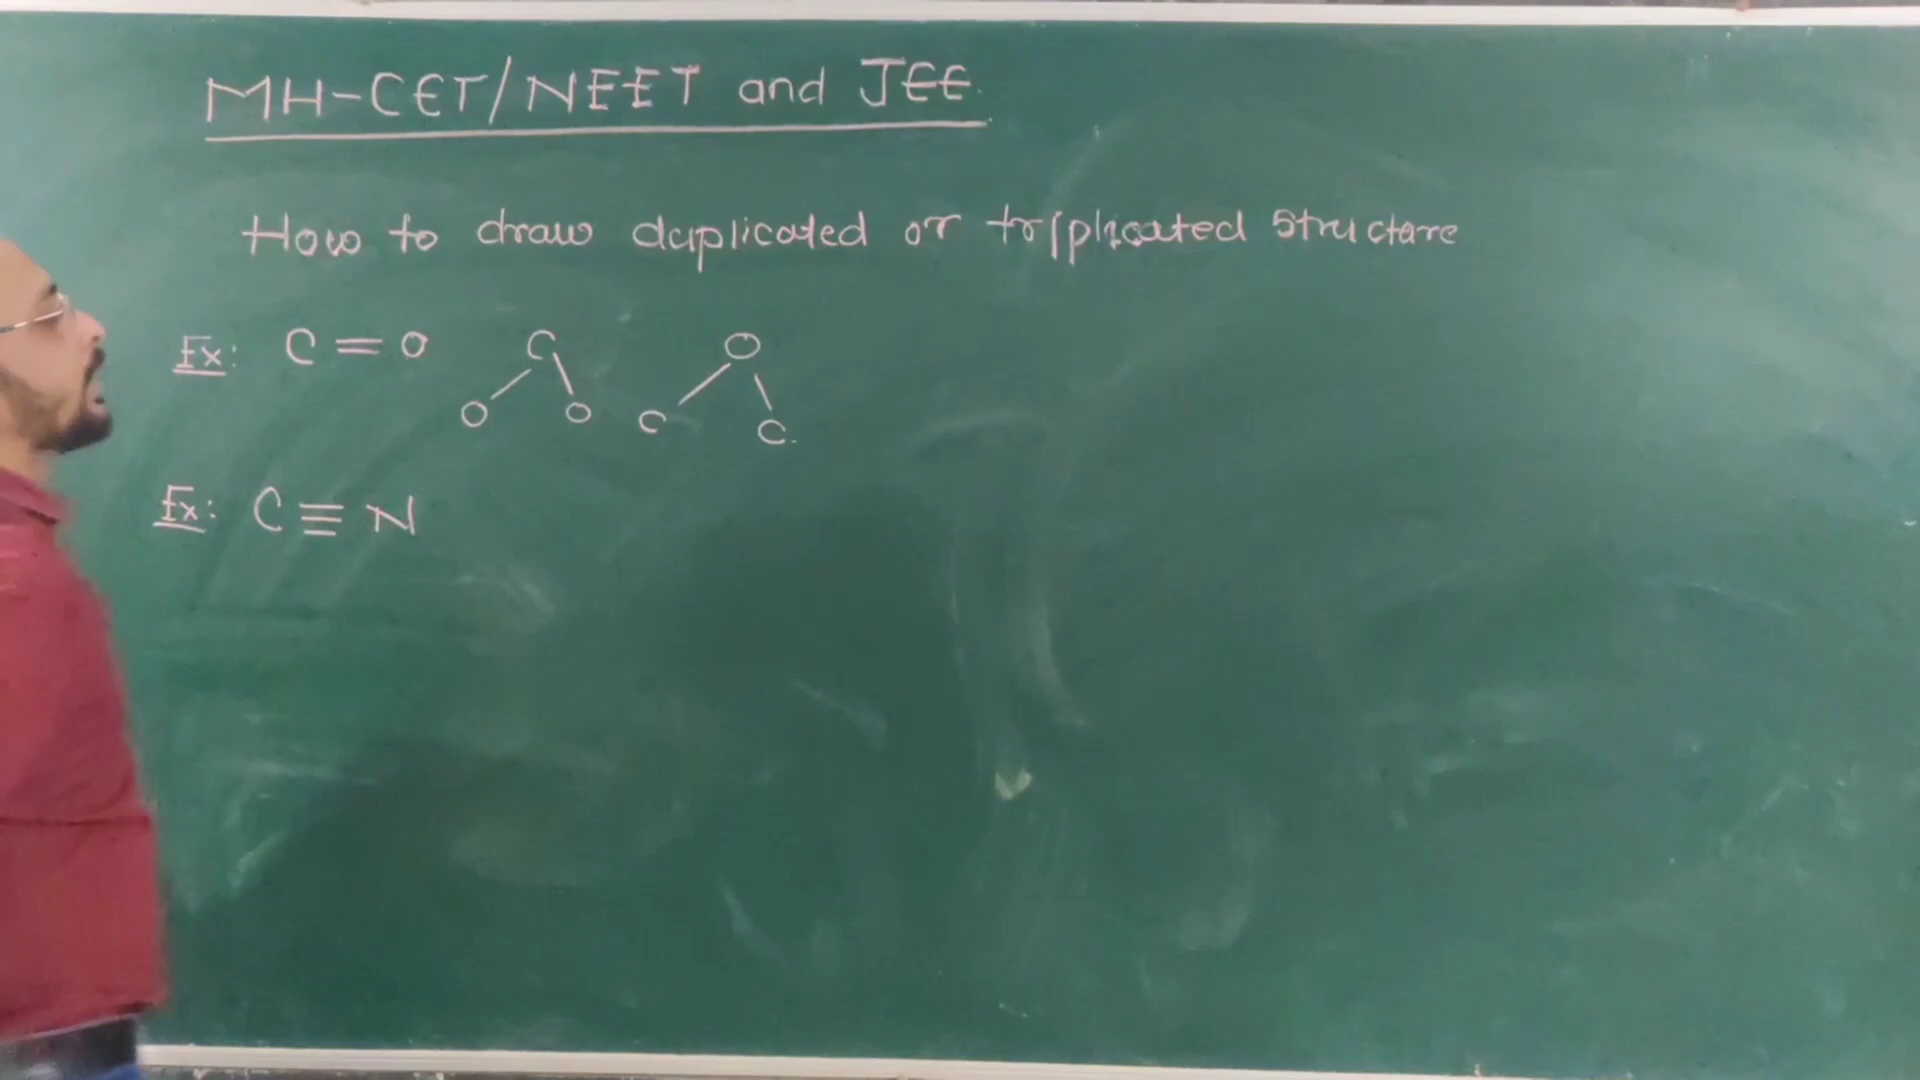 MH-CET/NEET and JEE.
How to draw duplicated or triplicated structure
Ex: C = O C O O O C C.
Ex: C ≡ N